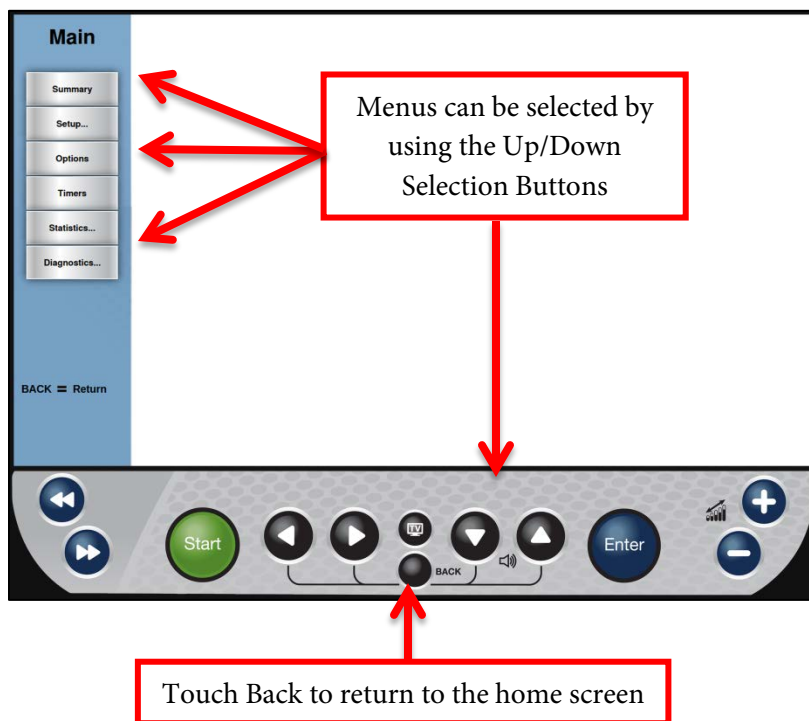 Main
Summary
Setup...
Options
Timers
Statistics...
Diagnostics...
BACK = Return
Menus can be selected by
using the Up/Down
Selection Buttons
Start
TV
BACK
Enter
Touch Back to return to the home screen